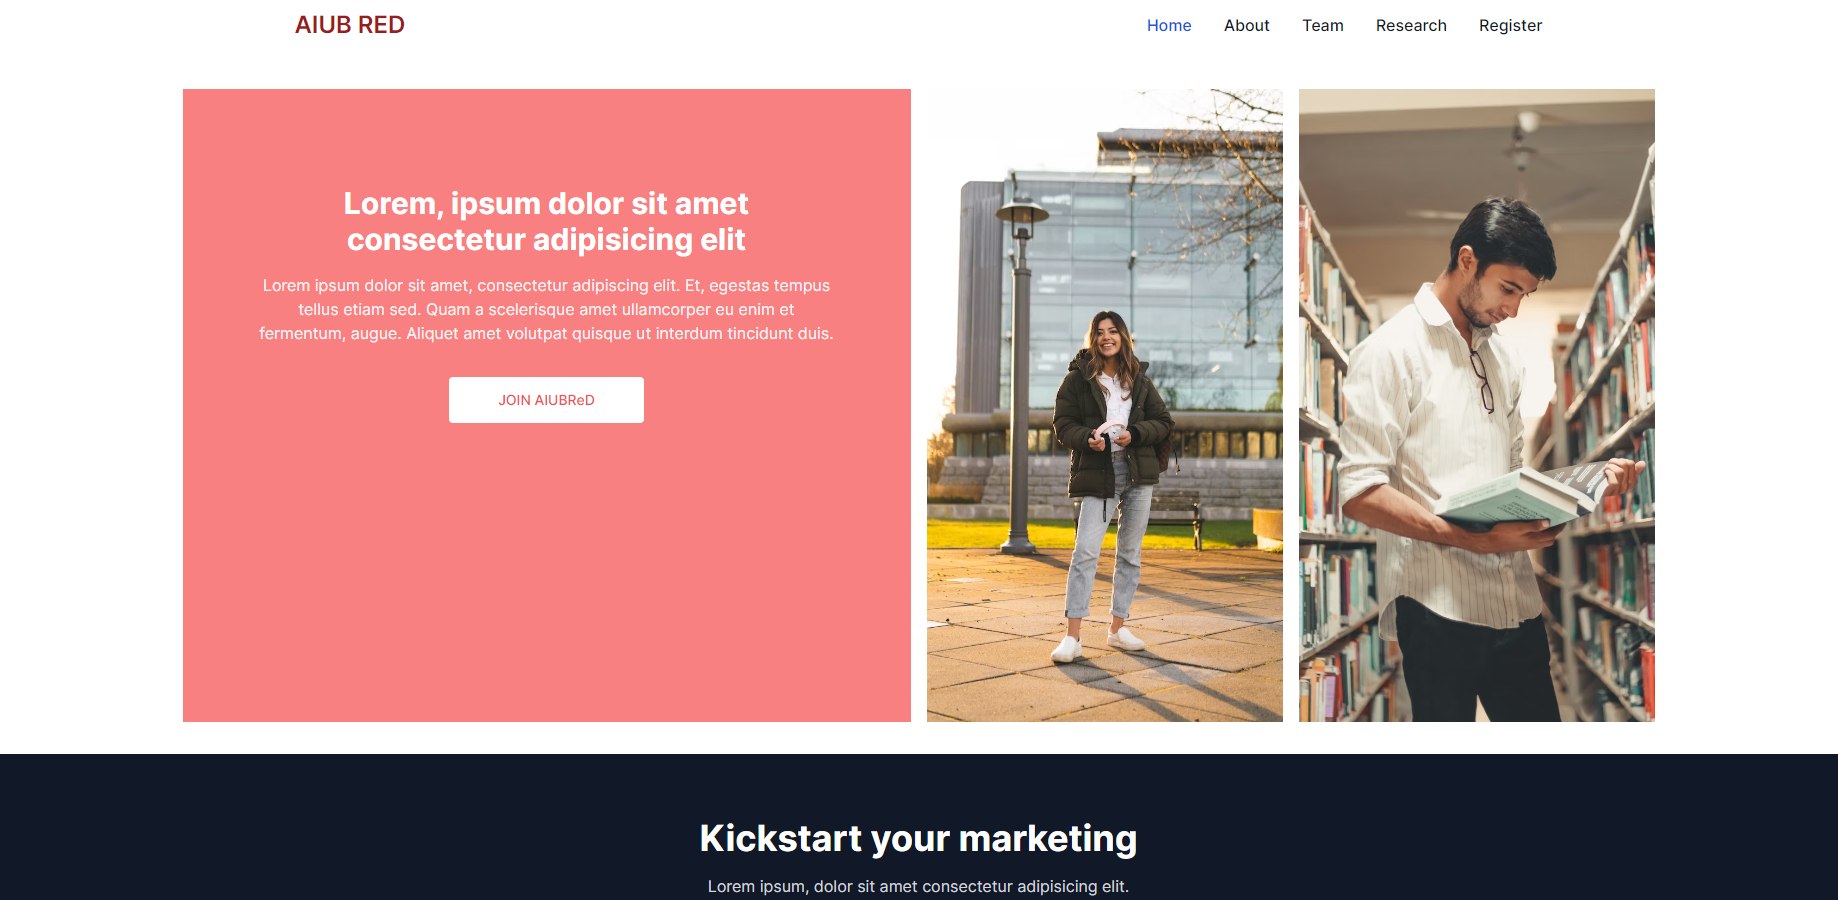 AIUB RED
Home
About
Team
Research
Register
Lorem, ipsum dolor sit amet
consectetur adipisicing elit
Lorem ipsum dolor sit amet, consectetur adipiscing elit. Et, egestas tempus
tellus etiam sed. Quam a scelerisque amet ullamcorper eu enim et
fermentum, augue. Aliquet amet volutpat quisque ut interdum tincidunt duis.
JOIN AIUBReD
Kickstart your marketing
Lorem ipsum, dolor sit amet consectetur adipisicing elit.